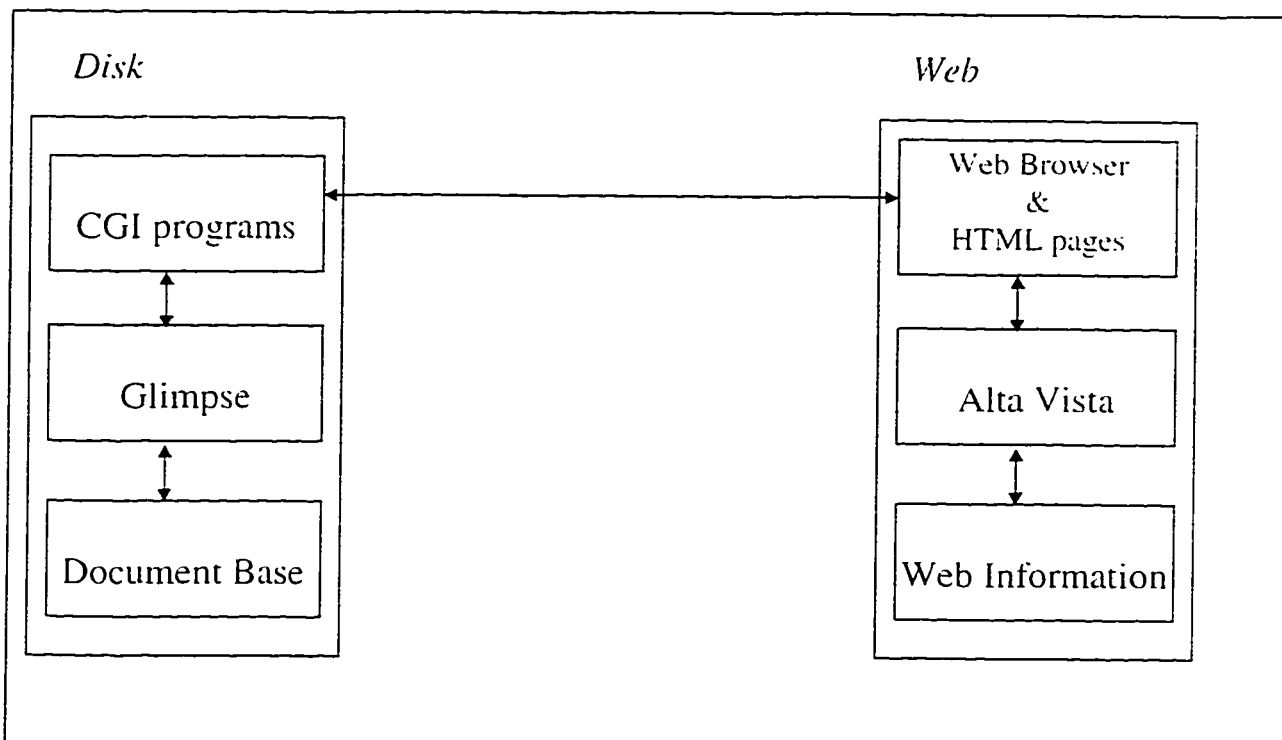 Disk
CGI programs
Glimpse
Document Base
Web
Web Browser
&
HTML pages
Alta Vista
Web Information